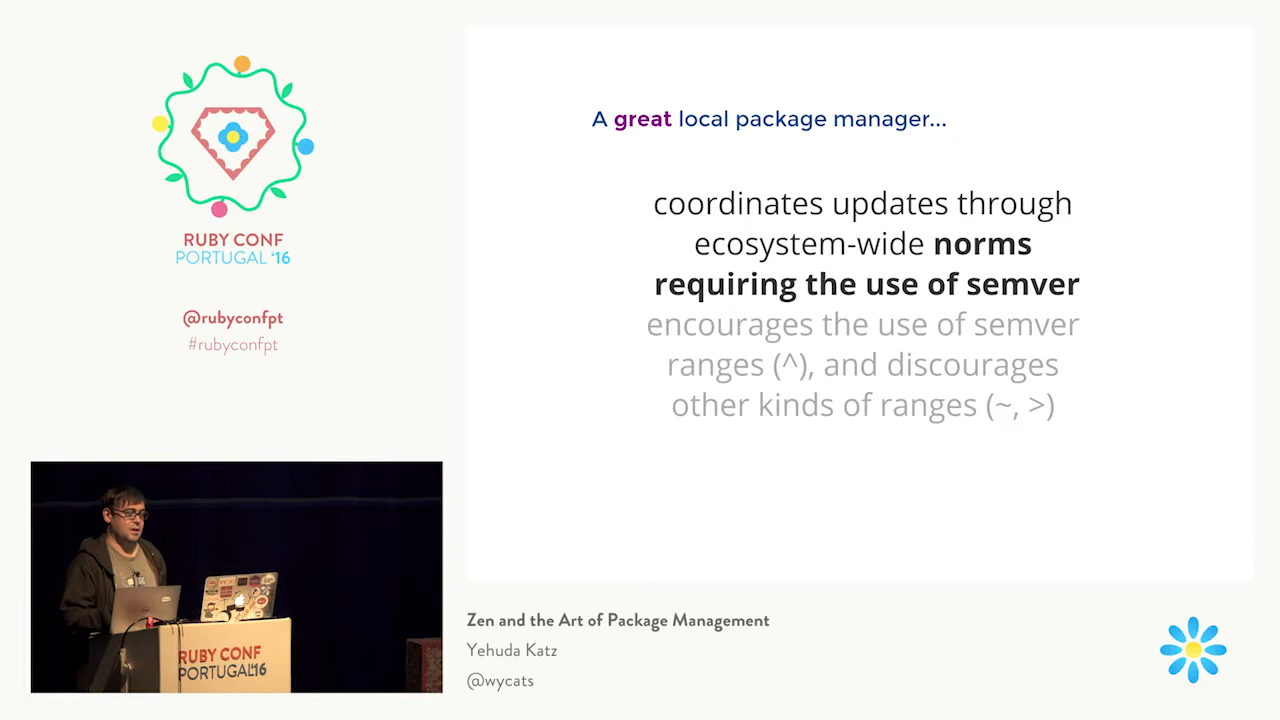 RUBY CONF
PORTUGAL ‘16
@rubyconfpt
#rubyconfpt
A great local package manager...
coordinates updates through
ecosystem-wide norms
requiring the use of semver
encourages the use of semver
ranges (^), and discourages
other kinds of ranges (~, >)
RUBY CONF
PORTUGAL‘16
Zen and the Art of Package Management
Yehuda Katz
@wycats